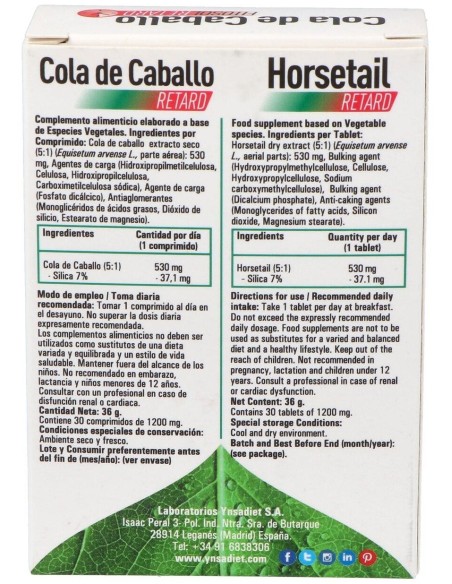 Cola de Caballo
RETARD
Cola de Caballo
RETARD
Complemento alimenticio elaborado a base
de Especies Vegetales. Ingredientes por
Comprimido: Cola de caballo extracto seco
(5:1) (Equisetum arvense L., parte aérea): 530
mg, Agentes de carga (Hidroxipropilmetilcelulosa,
Celulosa, Hidroxipropilcelulosa,
Carboximetilcelulosa sódica), Agente de carga
(Fosfato dicálcico), Antiaglomerantes
(Monoglicéridos de ácidos grasos, Dióxido de
silicio, Estearato de magnesio).
Ingredientes Cantidad por día
(1 comprimido)
Cola de Caballo (5:1) 530 mg
- Sílica 7% - 37,1 mg
Modo de empleo / Toma diaria
recomendada: Tomar 1 comprimido al día en
el desayuno. No superar la dosis diaria
expresamente recomendada.
Los complementos alimenticios no deben ser
utilizados como sustitutos de una dieta
variada y equilibrada y un estilo de vida
saludable. Mantener fuera del alcance de los
niños. No recomendado en embarazo,
lactancia y niños menores de 12 años.
Consultar con un profesional en caso de
disfunción renal o cardiaca.
Cantidad Neta: 36 g.
Contiene 30 comprimidos de 1200 mg.
Condiciones especiales de conservación:
Ambiente seco y fresco.
Lote y Consumir preferentemente antes
del fin de (mes/año): (ver envase)
Horsetail
RETARD
Food supplement based on Vegetable
species. Ingredients per Tablet:
Horsetail dry extract (5:1) (Equisetum arvense
L., aerial parts): 530 mg, Bulking agent
(Hydroxypropylmethylcellulose, Cellulose,
Hydroxypropylcellulose, Sodium
carboxymethylcellulose), Bulking agent
(Dicalcium phosphate), Anti-caking agents
(Monoglycerides of fatty acids, Silicon
dioxide, Magnesium stearate).
Ingredients Quantity per day
(1 tablet)
Horsetail (5:1) 530 mg
- Silica 7% - 37.1 mg
Directions for use / Recommended daily
intake: Take 1 tablet per day at breakfast.
Do not exceed the expressly recommended
daily dosage. Food supplements are not to be
used as substitutes for a varied and balanced
diet and a healthy lifestyle. Keep out of the
reach of children. Not recommended in
pregnancy, lactation and children under 12
years. Consult a professional in case of renal
or cardiac dysfunction.
Net Content: 36 g.
Contains 30 tablets of 1200 mg.
Special storage Conditions:
Cool and dry environment.
Batch and Best Before End (month/year):
(see package).
Laboratorios Ynsadiet S.A.
Isaac Peral 3- Pol. Ind. Ntra. Sra. de Butarque
28914 Leganés (Madrid) España.
Tel: +34 91 6838306
www.ynsadiet.com